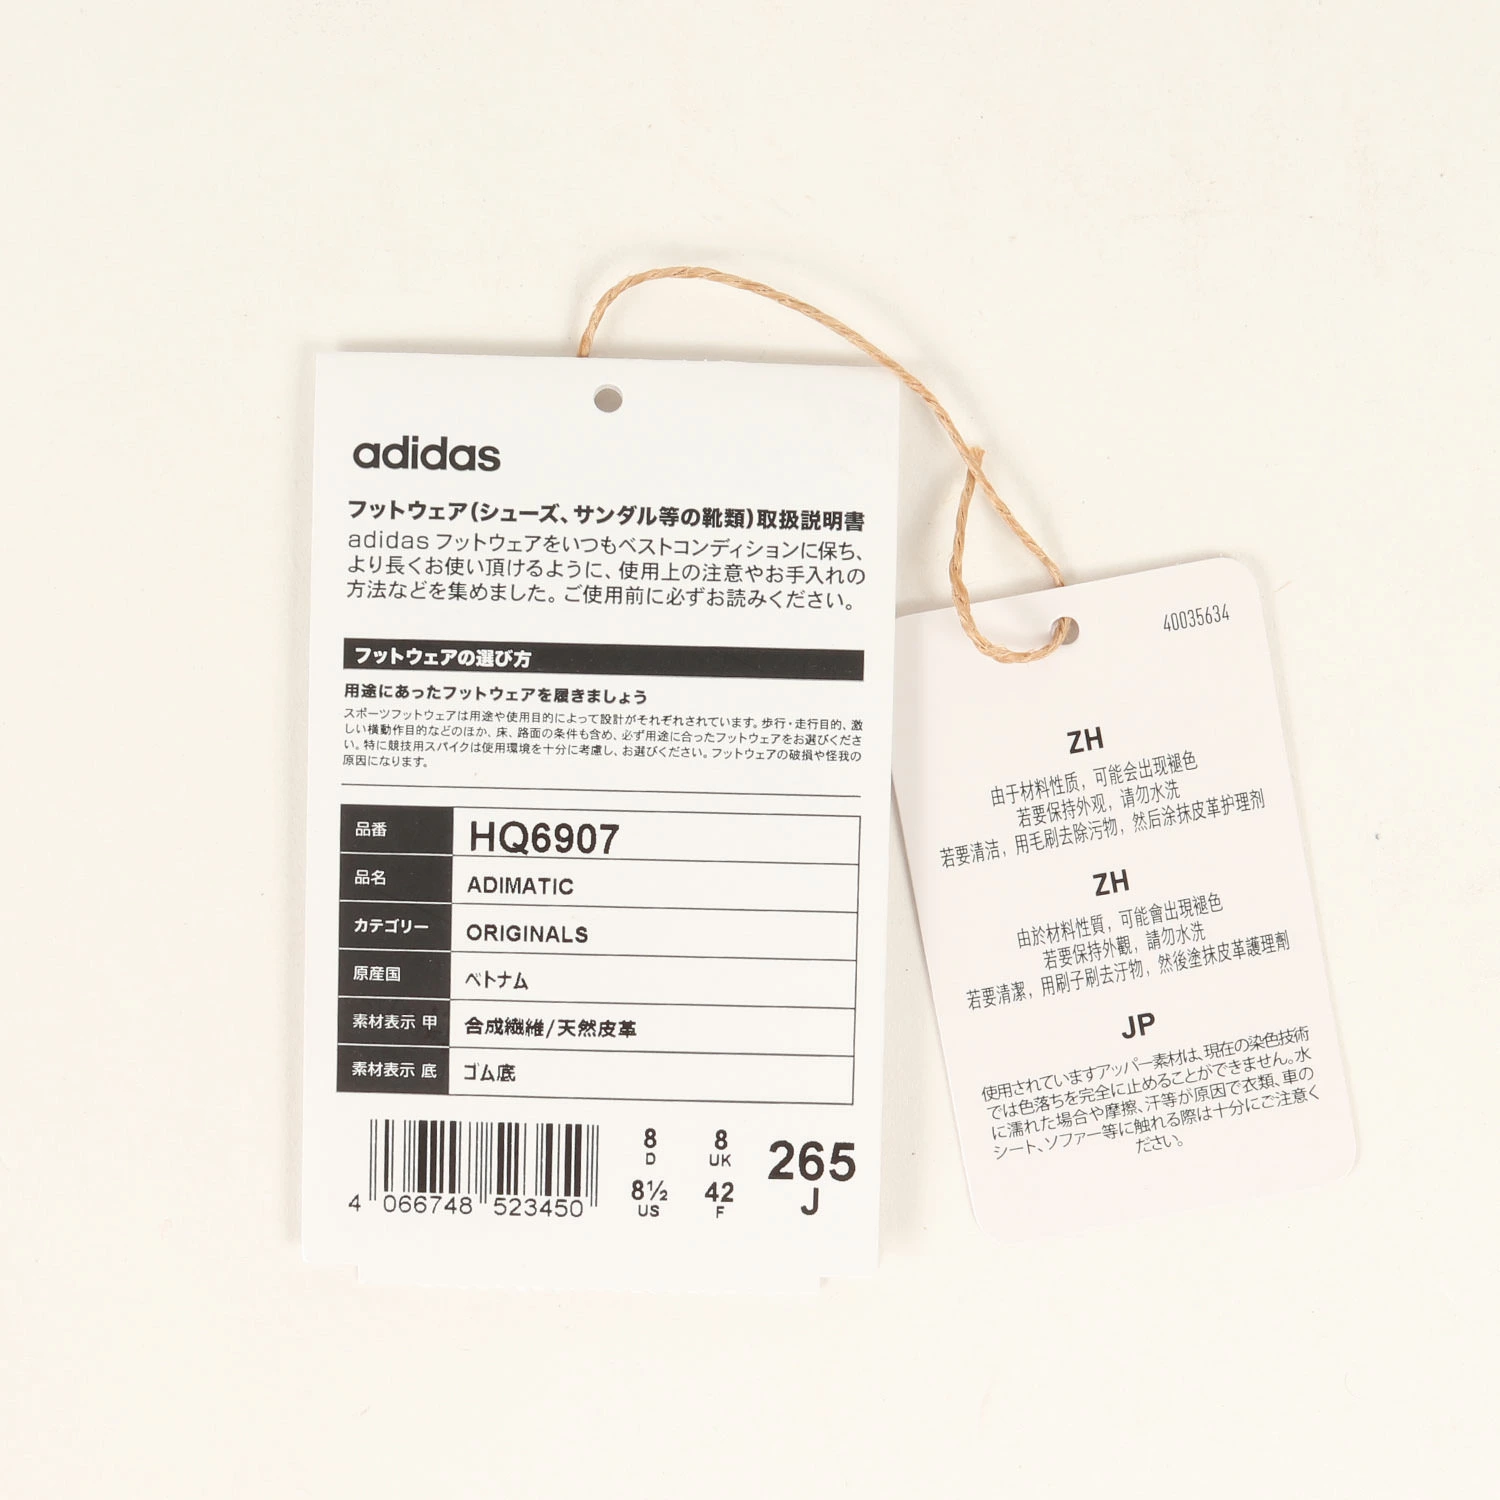 adidas
フットウェア(シューズ、サンダル等の靴類)取扱説明書
adidas フットウェアをいつもベストコンディションに保ち、
より長くお使い頂けるように、使用上の注意やお手入れの
方法などを集めました。ご使用前に必ずお読みください。
フットウェアの選び方
用途にあったフットウェアを履きましょう
スポーツフットウェアは用途や使用目的によって設計がそれぞれされています。歩行・走行目的、激
しい横動作目的などのほか、床、路面の条件も含め、必ず用途に合ったフットウェアをお選びくださ
い。特に競技用スパイクは使用環境を十分に考慮し、お選びください。フットウェアの破損や怪我の
原因になります。
品番 HQ6907
品名 ADIMATIC
カテゴリー ORIGINALS
原産国 ベトナム
素材表示 甲 合成繊維/天然皮革
素材表示 底 ゴム底
4 066748 523450
8 D
8 UK
8½ US
42 F
265 J
40035634
ZH
由于材料性质，可能会出现褪色
若要保持外观，请勿水洗
若要清洁，用毛刷去除污物，然后涂抹皮革护理剂
ZH
由於材料性質，可能會出現褪色
若要保持外觀，請勿水洗
若要清潔，用刷子刷去汙物，然後塗抹皮革護理劑
JP
使用されていますアッパー素材は、現在の染色技術
では色落ちを完全に止めることができません。水
に濡れた場合や摩擦、汗等が原因で衣類、車の
シート、ソファー等に触れる際は十分にご注意く
ださい。